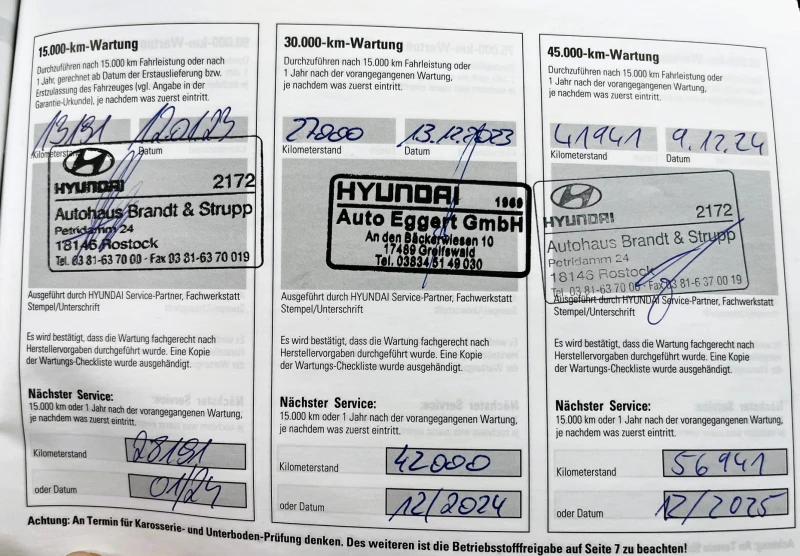 15.000-km-Wartung
Durchzuführen nach 15.000 km Fahrleistung oder nach
1 Jahr, gerechnet ab Datum der Erstauslieferung bzw.
Erstzulassung des Fahrzeuges (vgl. Angabe in der
Garantie-Urkunde), je nachdem was zuerst eintritt.
13191 12.01.23
Kilometerstand Datum
HYUNDAI 2172
Autohaus Brandt & Strupp
Petridamm 24
18146 Rostock
Tel. 03 81-63 70 00 · Fax 03 81-63 70 019
Ausgeführt durch HYUNDAI Service-Partner, Fachwerkstatt
Stempel/Unterschrift
Es wird bestätigt, dass die Wartung fachgerecht nach
Herstellervorgaben durchgeführt wurde. Eine Kopie
der Wartungs-Checkliste wurde ausgehändigt.
Nächster Service:
15.000 km oder 1 Jahr nach der vorangegangenen Wartung,
je nachdem was zuerst eintritt.
Kilometerstand 28191
oder Datum 01/24
30.000-km-Wartung
Durchzuführen nach 15.000 km Fahrleistung oder
1 Jahr nach der vorangegangenen Wartung,
je nachdem was zuerst eintritt.
27000 13.12.2023
Kilometerstand Datum
HYUNDAI 1969
Auto Eggert GmbH
An den Bäckerwiesen 10
17489 Greifswald
Tel. 03834/51 49 030
Ausgeführt durch HYUNDAI Service-Partner, Fachwerkstatt
Stempel/Unterschrift
Es wird bestätigt, dass die Wartung fachgerecht nach
Herstellervorgaben durchgeführt wurde. Eine Kopie
der Wartungs-Checkliste wurde ausgehändigt.
Nächster Service:
15.000 km oder 1 Jahr nach der vorangegangenen Wartung,
je nachdem was zuerst eintritt.
Kilometerstand 42000
oder Datum 12/2024
45.000-km-Wartung
Durchzuführen nach 15.000 km Fahrleistung oder
1 Jahr nach der vorangegangenen Wartung,
je nachdem was zuerst eintritt.
41941 9.12.24
Kilometerstand Datum
HYUNDAI 2172
Autohaus Brandt & Strupp
Petridamm 24
18146 Rostock
Tel. 03 81-63 70 00 · Fax 03 81-6 37 00 19
Ausgeführt durch HYUNDAI Service-Partner, Fachwerkstatt
Stempel/Unterschrift
Es wird bestätigt, dass die Wartung fachgerecht nach
Herstellervorgaben durchgeführt wurde. Eine Kopie
der Wartungs-Checkliste wurde ausgehändigt.
Nächster Service:
15.000 km oder 1 Jahr nach der vorangegangenen Wartung,
je nachdem was zuerst eintritt.
Kilometerstand 56941
oder Datum 12/2025
Achtung: An Termin für Karosserie- und Unterboden-Prüfung denken. Des weiteren ist die Betriebsstofffreigabe auf Seite 7 zu beachten!